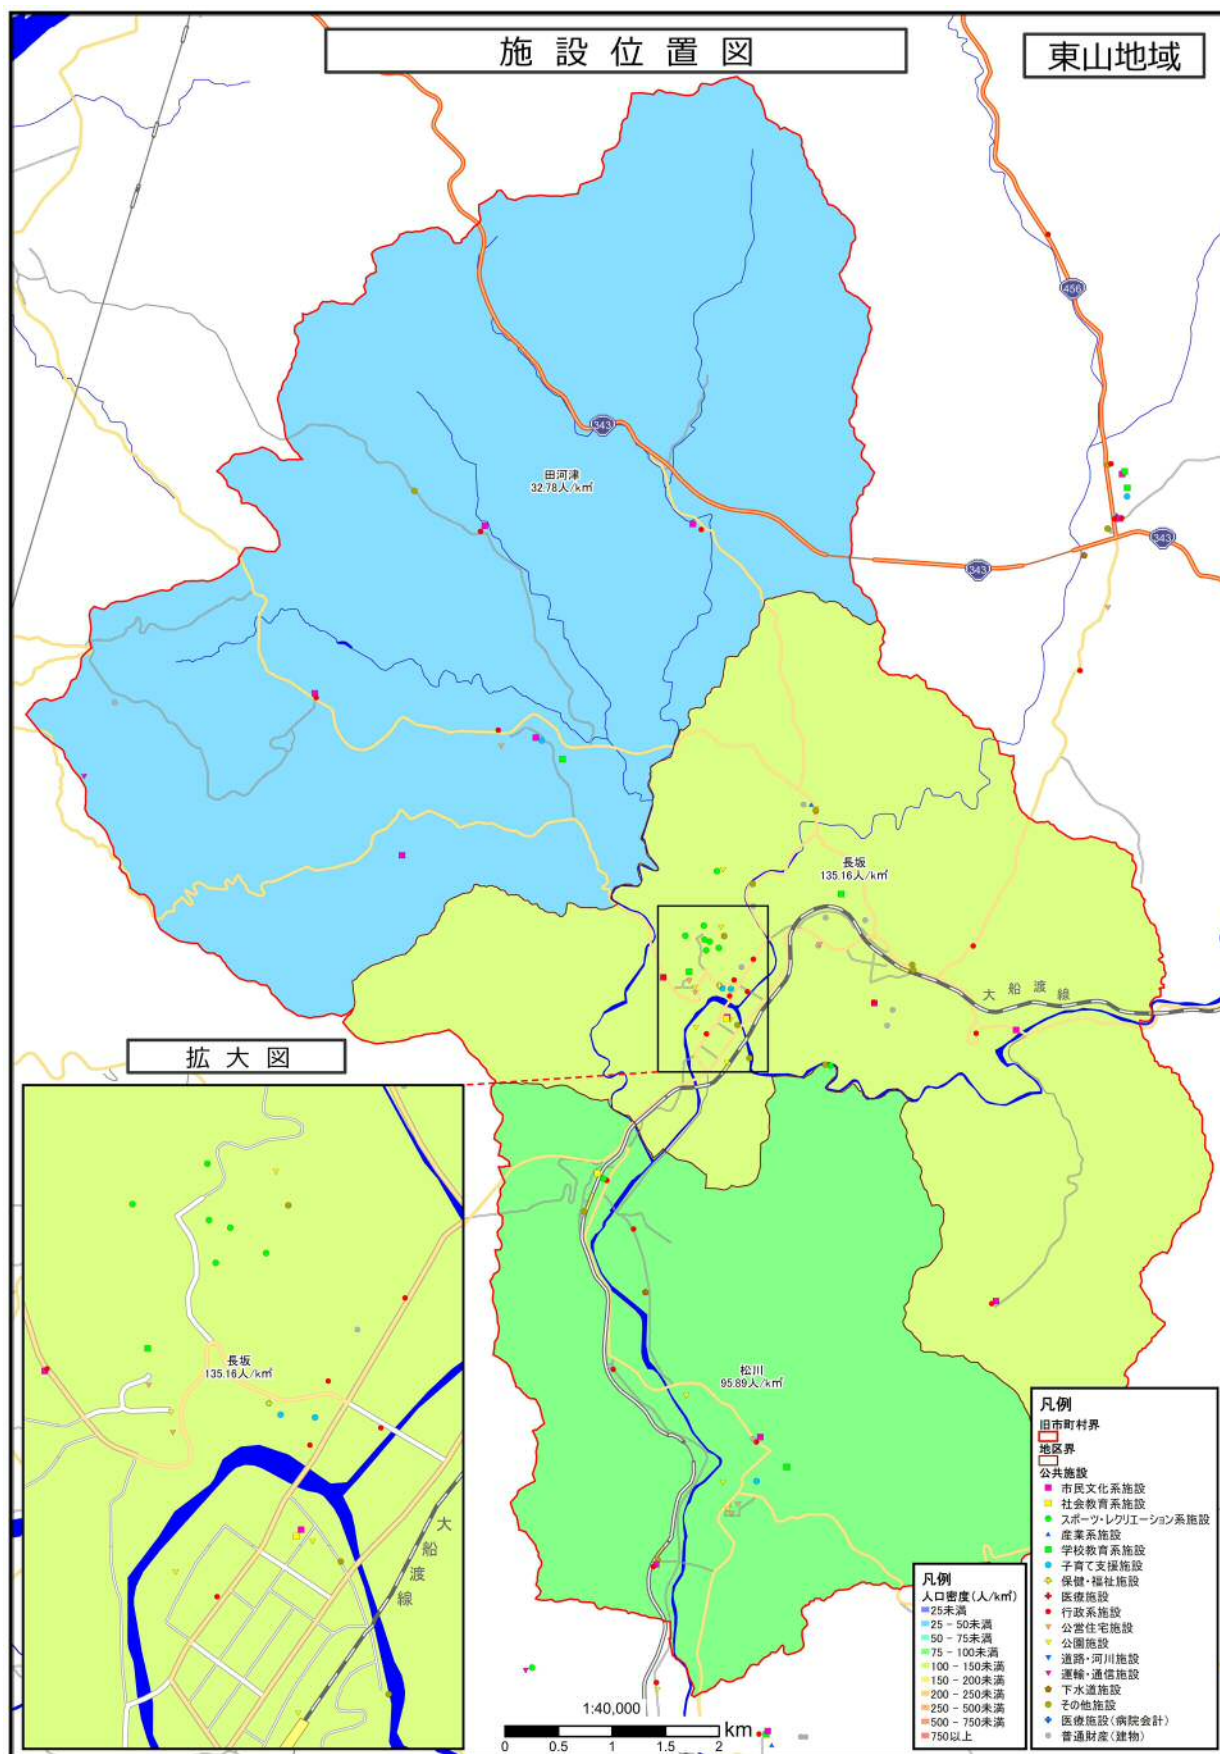 施設位置図
東山地域
456
343
田河津
32.78人/k㎡
343
343
長坂
135.16人/k㎡
大船渡線
拡大図
長坂
135.16人/k㎡
大船渡線
松川
95.89人/k㎡
凡例
旧市町村界
地区界
公共施設
市民文化系施設
社会教育系施設
スポーツ・レクリエーション系施設
産業系施設
学校教育系施設
子育て支援施設
保健・福祉施設
医療施設
行政系施設
公営住宅施設
公園施設
道路・河川施設
運輸・通信施設
下水道施設
その他施設
医療施設(病院会計)
普通財産(建物)
凡例
人口密度(人/k㎡)
25未満
25 - 50未満
50 - 75未満
75 - 100未満
100 - 150未満
150 - 200未満
200 - 250未満
250 - 500未満
500 - 750未満
750以上
1:40,000
km
0 0.5 1 1.5 2